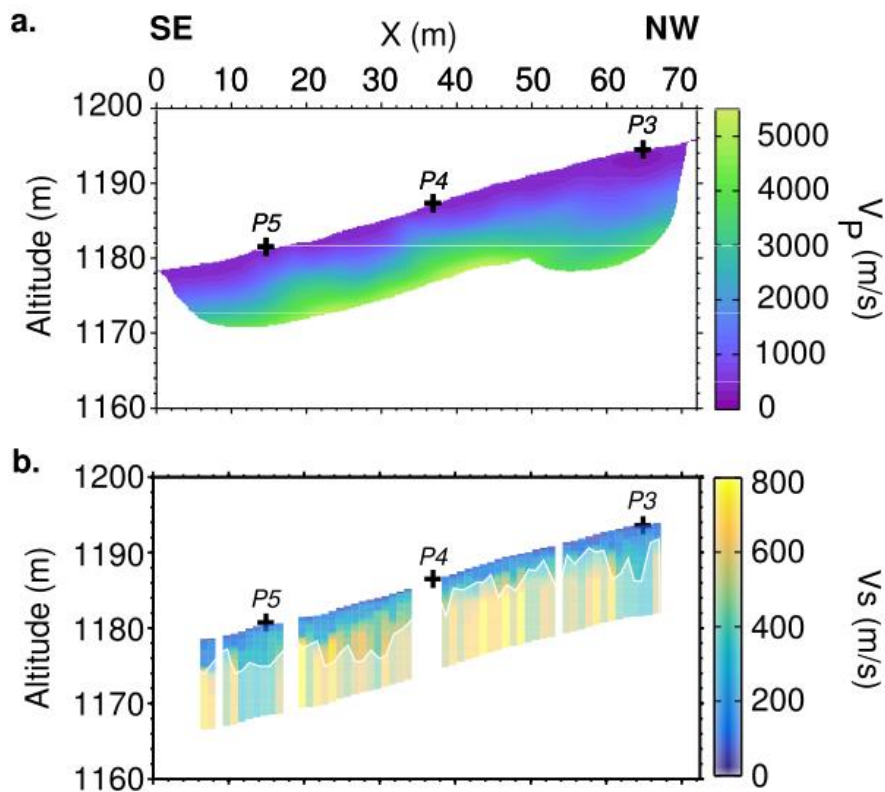 a.
SE
X (m)
NW
0 10 20 30 40 50 60 70
1200
1190
1180
1170
1160
Altitude (m)
P5
P4
P3
5000
4000
3000
2000
1000
0
VP (m/s)
b.
1200
1190
1180
1170
1160
Altitude (m)
P5
P4
P3
800
600
400
200
0
Vs (m/s)